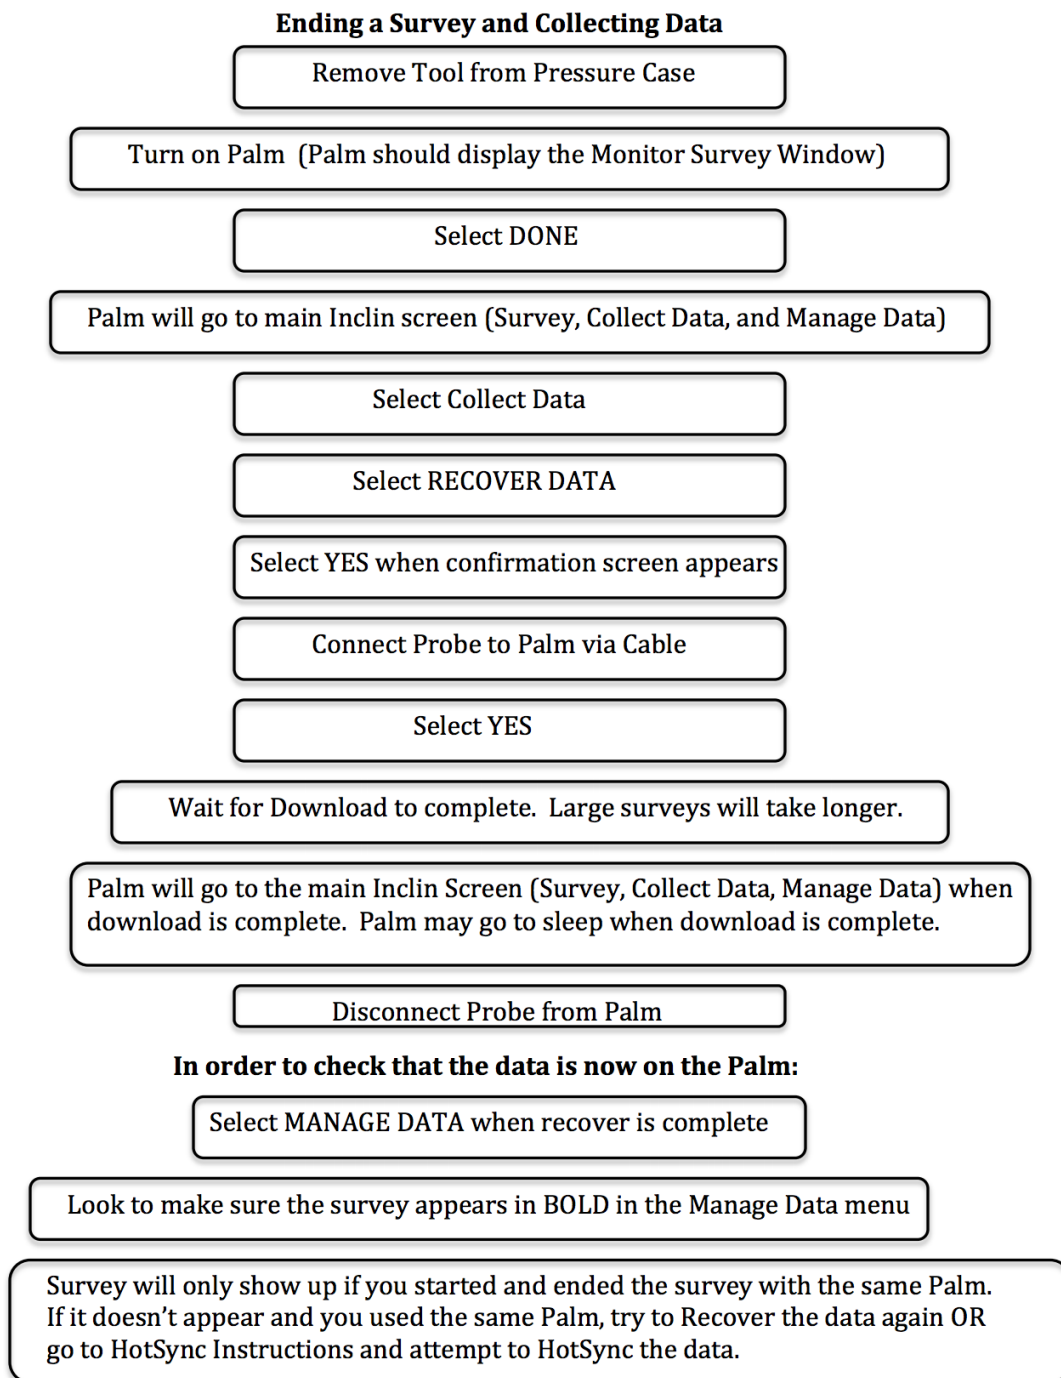 Ending a Survey and Collecting Data
Remove Tool from Pressure Case
Turn on Palm  (Palm should display the Monitor Survey Window)
Select DONE
Palm will go to main Inclin screen (Survey, Collect Data, and Manage Data)
Select Collect Data
Select RECOVER DATA
Select YES when confirmation screen appears
Connect Probe to Palm via Cable
Select YES
Wait for Download to complete.  Large surveys will take longer.
Palm will go to the main Inclin Screen (Survey, Collect Data, Manage Data) when
download is complete.  Palm may go to sleep when download is complete.
Disconnect Probe from Palm
In order to check that the data is now on the Palm:
Select MANAGE DATA when recover is complete
Look to make sure the survey appears in BOLD in the Manage Data menu
Survey will only show up if you started and ended the survey with the same Palm.
If it doesn't appear and you used the same Palm, try to Recover the data again OR
go to HotSync Instructions and attempt to HotSync the data.